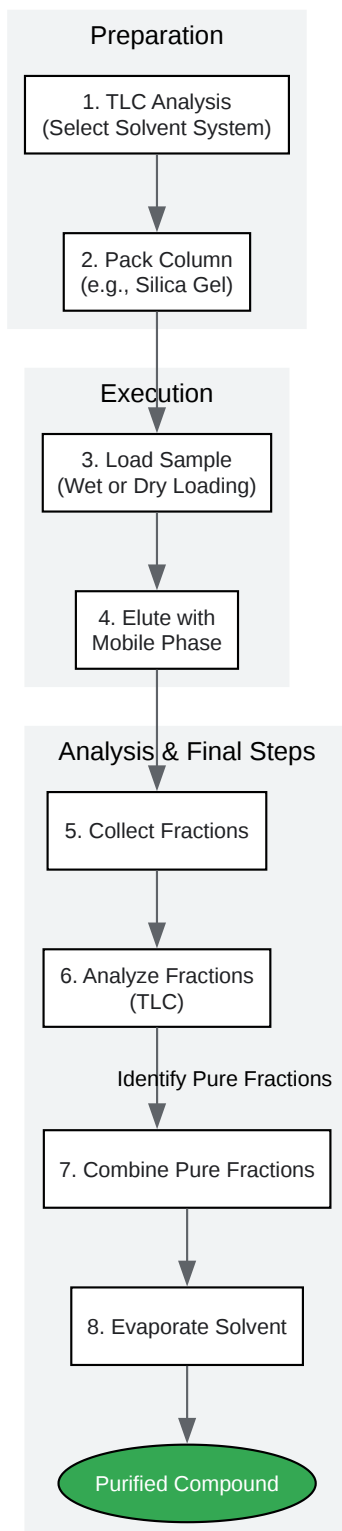 Preparation
1. TLC Analysis
(Select Solvent System)
2. Pack Column
(e.g., Silica Gel)
Execution
3. Load Sample
(Wet or Dry Loading)
4. Elute with
Mobile Phase
Analysis & Final Steps
5. Collect Fractions
6. Analyze Fractions
(TLC)
Identify Pure Fractions
7. Combine Pure Fractions
8. Evaporate Solvent
Purified Compound